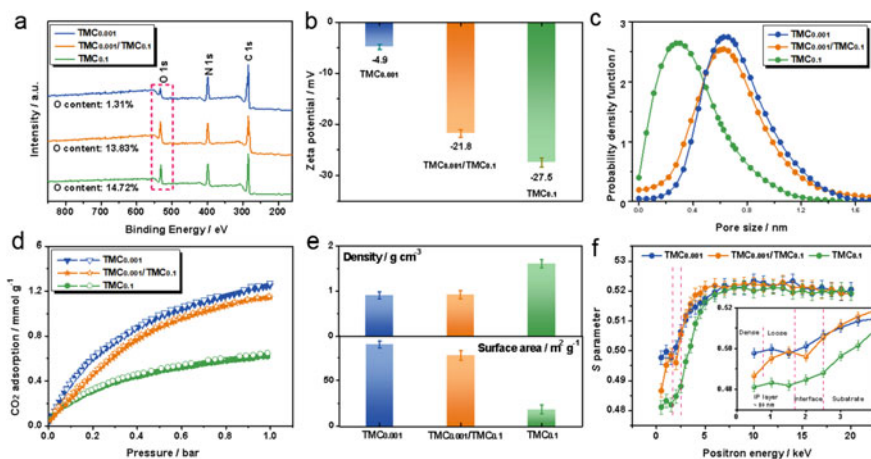 a
TMC0.001
TMC0.001/TMC0.1
TMC0.1
O 1s
N 1s
C 1s
O content: 1.31%
O content: 13.83%
O content: 14.72%
Intensity / a.u.
800 700 600 500 400 300 200
Binding Energy / eV
b
0
-10
-20
-30
Zeta potential / mV
-4.9
TMC0.001
-21.8
TMC0.001/TMC0.1
-27.5
TMC0.1
c
TMC0.001
TMC0.001/TMC0.1
TMC0.1
3
2
1
0
Probability density function
0.0 0.4 0.8 1.2 1.6
Pore size / nm
d
TMC0.001
TMC0.001/TMC0.1
TMC0.1
1.6
1.2
0.8
0.4
0
CO2 adsorption / mmol g-1
0.0 0.2 0.4 0.6 0.8 1.0
Pressure / bar
e
Density / g cm-3
2
1
0
Surface area / m2 g-1
50
0
TMC0.001 TMC0.001/TMC0.1 TMC0.1
f
TMC0.001 TMC0.001/TMC0.1 TMC0.1
0.54
0.53
0.52
0.51
0.50
0.49
0.48
S parameter
0 5 10 15 20
Positron energy / keV
0.52
0.48
Dense Loose
IP layer
Interface Substrate
1 2 3